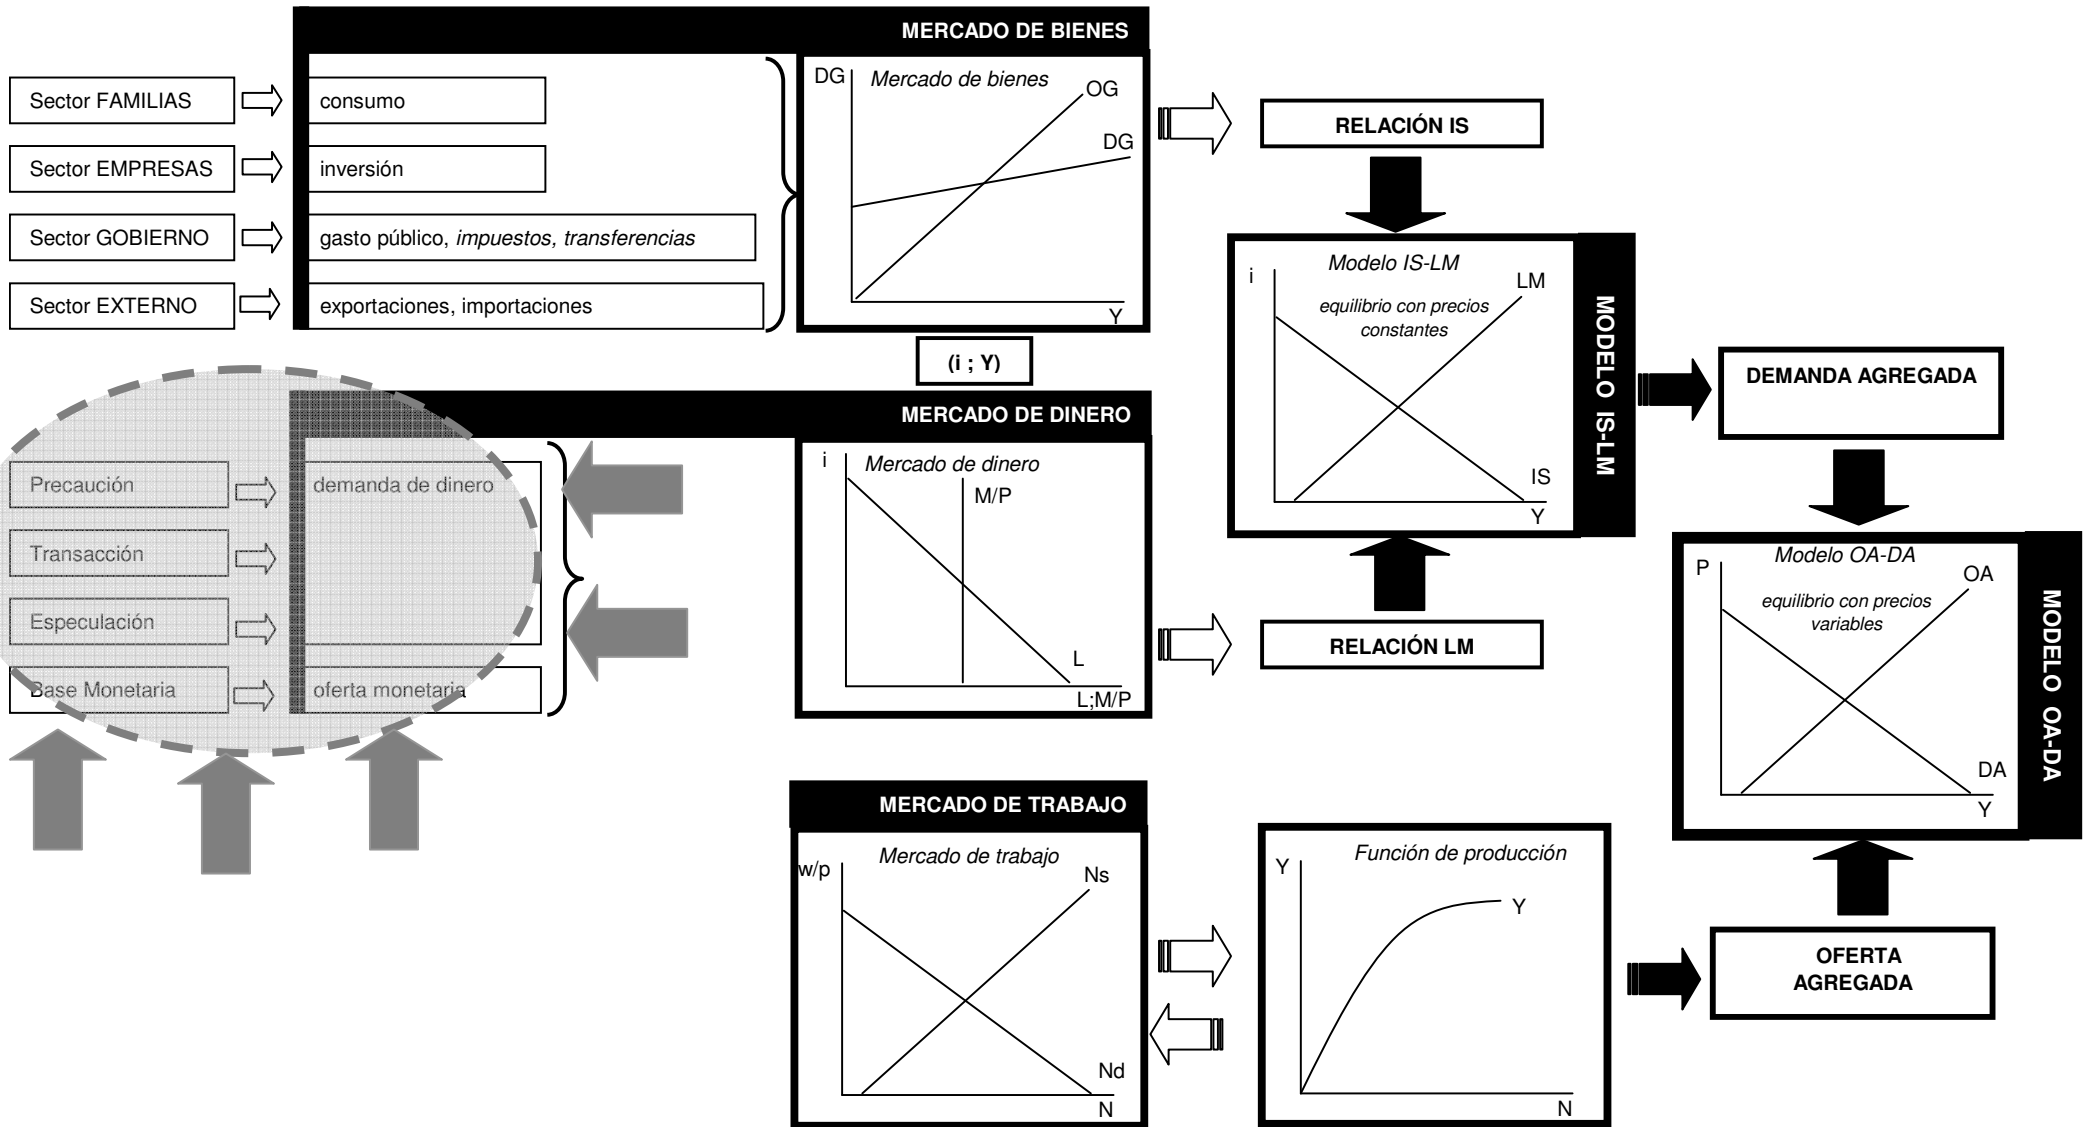 MERCADO DE BIENES
Sector FAMILIAS
consumo
Sector EMPRESAS
inversión
Sector GOBIERNO
gasto público, impuestos, transferencias
Sector EXTERNO
exportaciones, importaciones
DG
Mercado de bienes
OG
DG
Y
RELACIÓN IS
(i ; Y)
i
Modelo IS-LM
LM
equilibrio con precios
constantes
IS
Y
MODELO IS-LM
DEMANDA AGREGADA
MERCADO DE DINERO
Precaución
demanda de dinero
Transacción
Especulación
Base Monetaria
oferta monetaria
i
Mercado de dinero
M/P
L
L;M/P
RELACIÓN LM
P
Modelo OA-DA
OA
equilibrio con precios
variables
DA
Y
MODELO OA-DA
MERCADO DE TRABAJO
w/p
Mercado de trabajo
Ns
Nd
N
Función de producción
Y
Y
N
OFERTA
AGREGADA